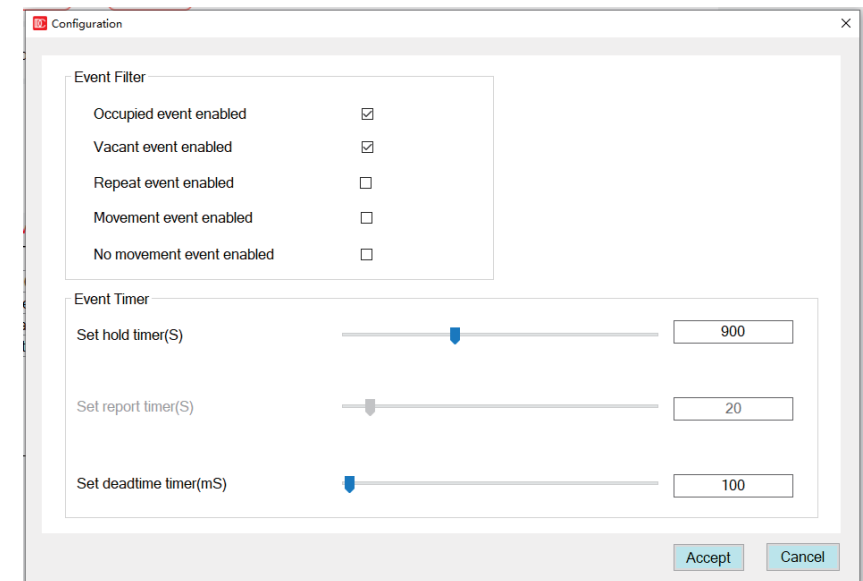 Configuration
Event Filter
Occupied event enabled
Vacant event enabled
Repeat event enabled
Movement event enabled
No movement event enabled
Event Timer
Set hold timer(S) 900
Set report timer(S) 20
Set deadtime timer(mS) 100
Accept Cancel